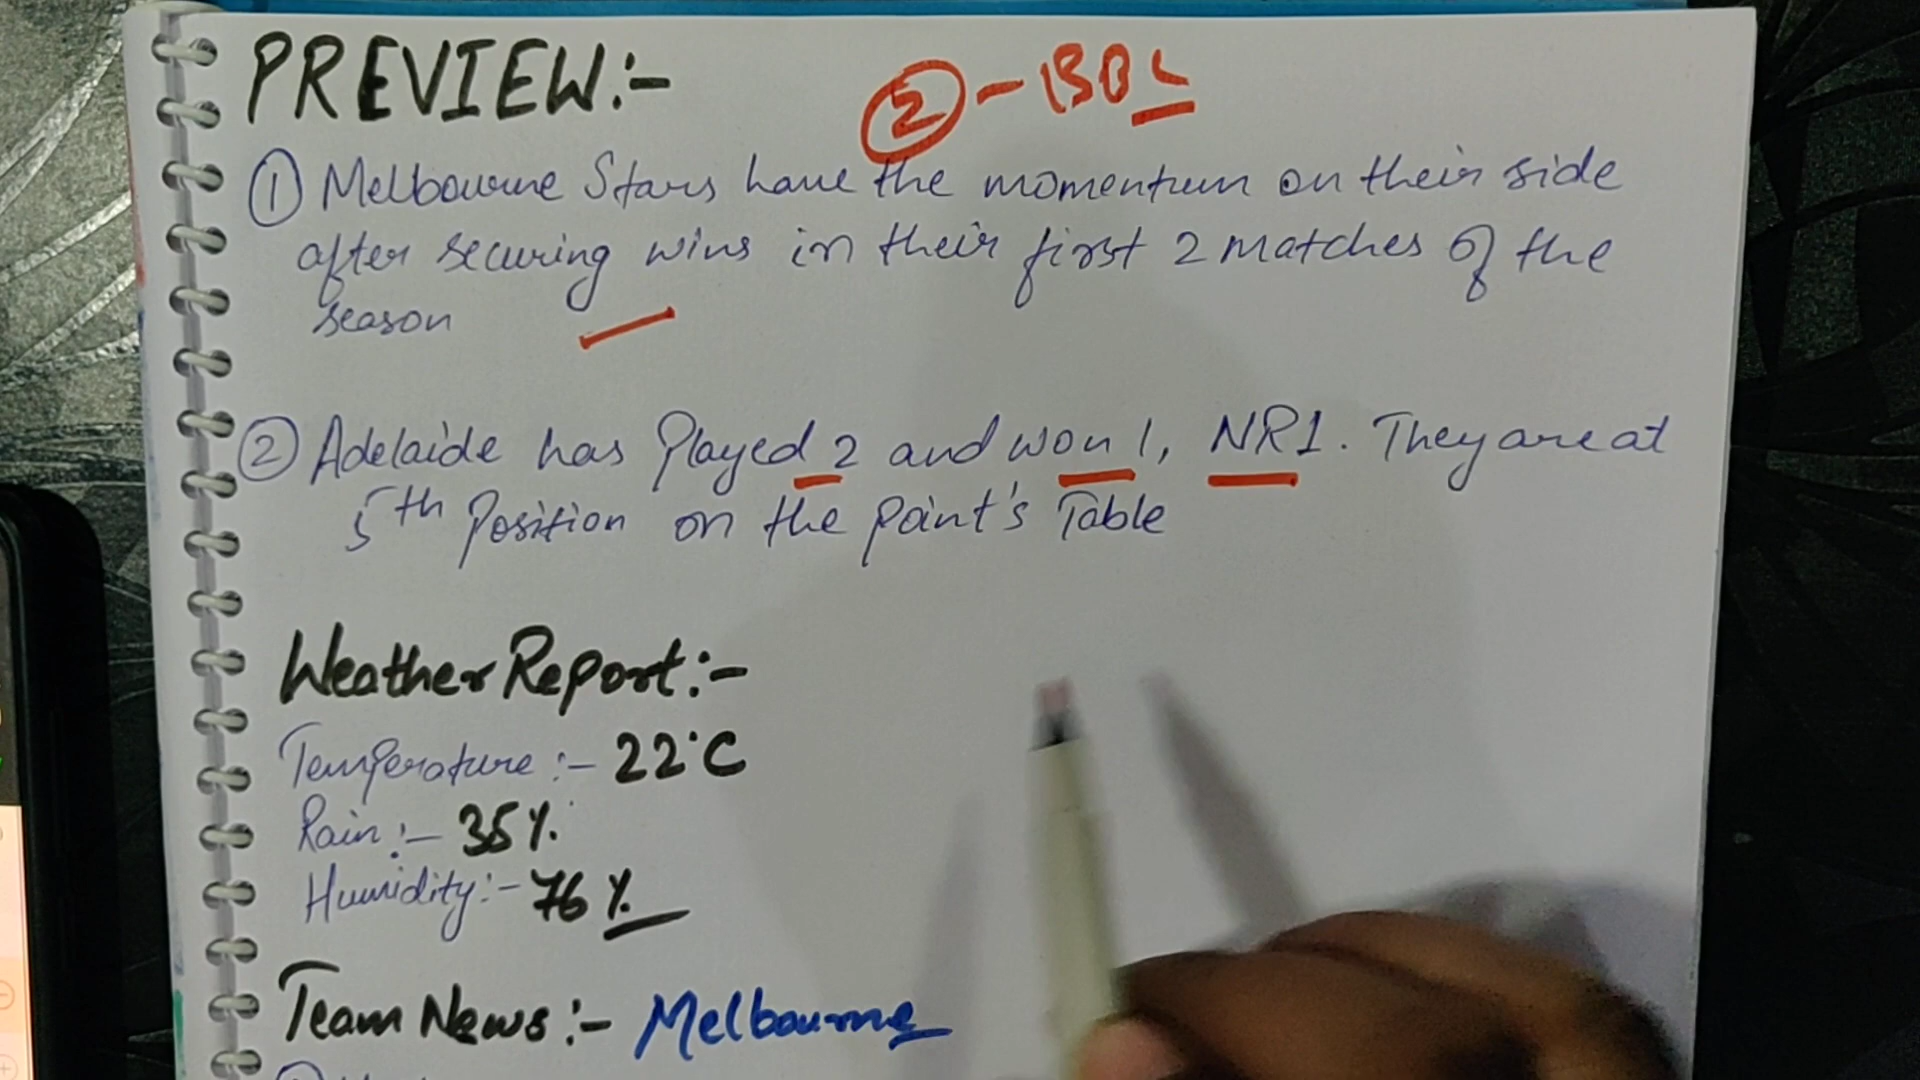 PREVIEW:-
② - BBL
① Melbourne Stars have the momentum on their side
after securing wins in their first 2 matches of the
season
② Adelaide has Played 2 and won 1, NR1. They are at
5th Position on the point's Table
Weather Report:-
Temperature :- 22°C
Rain :- 35%.
Humidity :- 76%.
Team News :- Melbourne